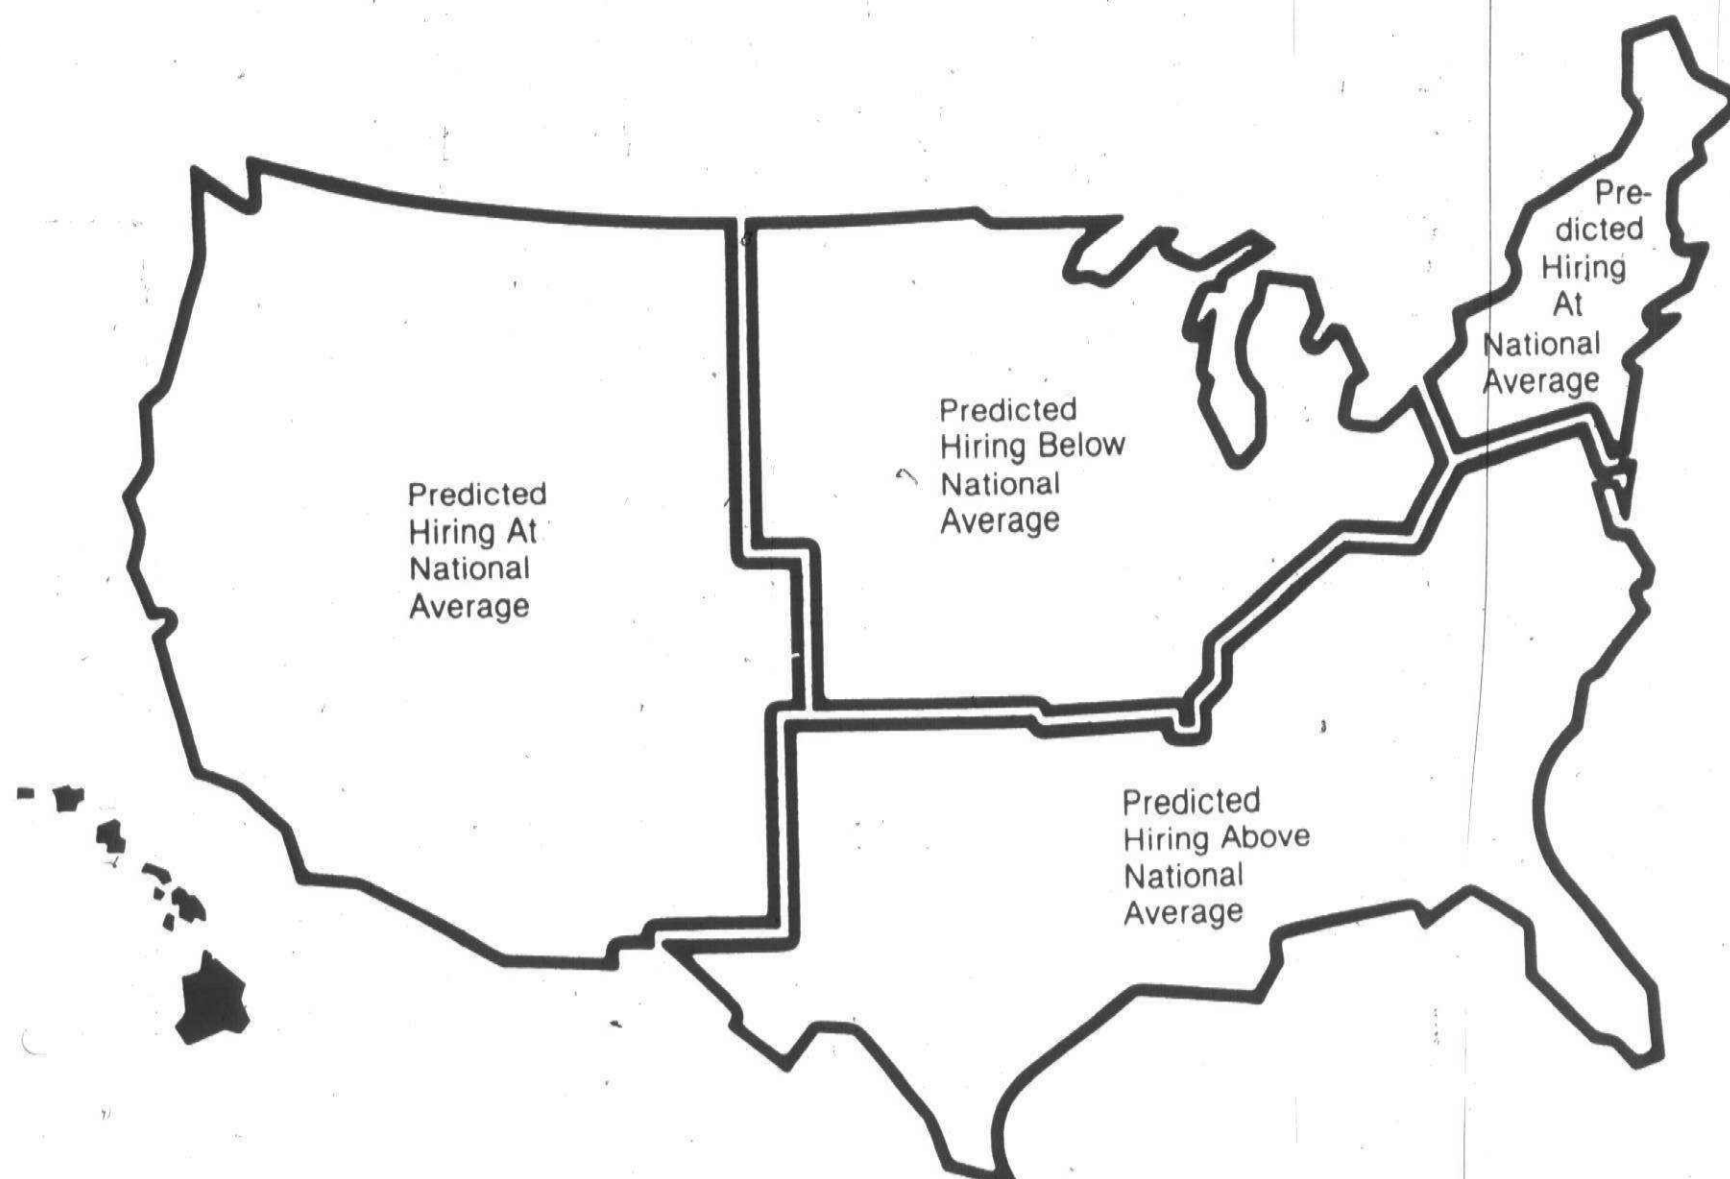 Predicted
Hiring At
National
Average
Predicted
Hiring Below
National
Average
Pre-
dicted
Hiring
At
National
Average
Predicted
Hiring Above
National
Average